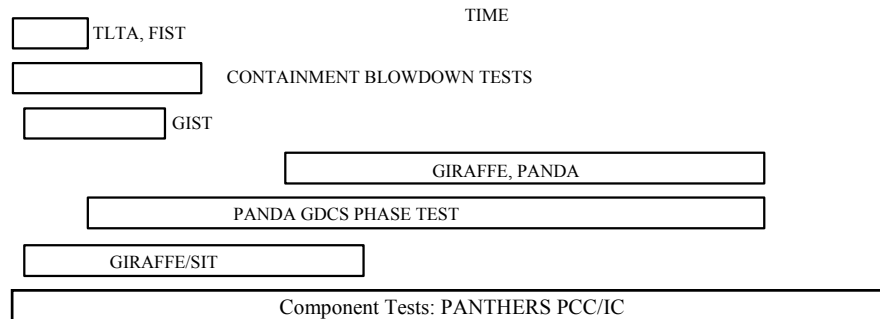 TIME
TLTA, FIST
CONTAINMENT BLOWDOWN TESTS
GIST
GIRAFFE, PANDA
PANDA GDCS PHASE TEST
GIRAFFE/SIT
Component Tests: PANTHERS PCC/IC